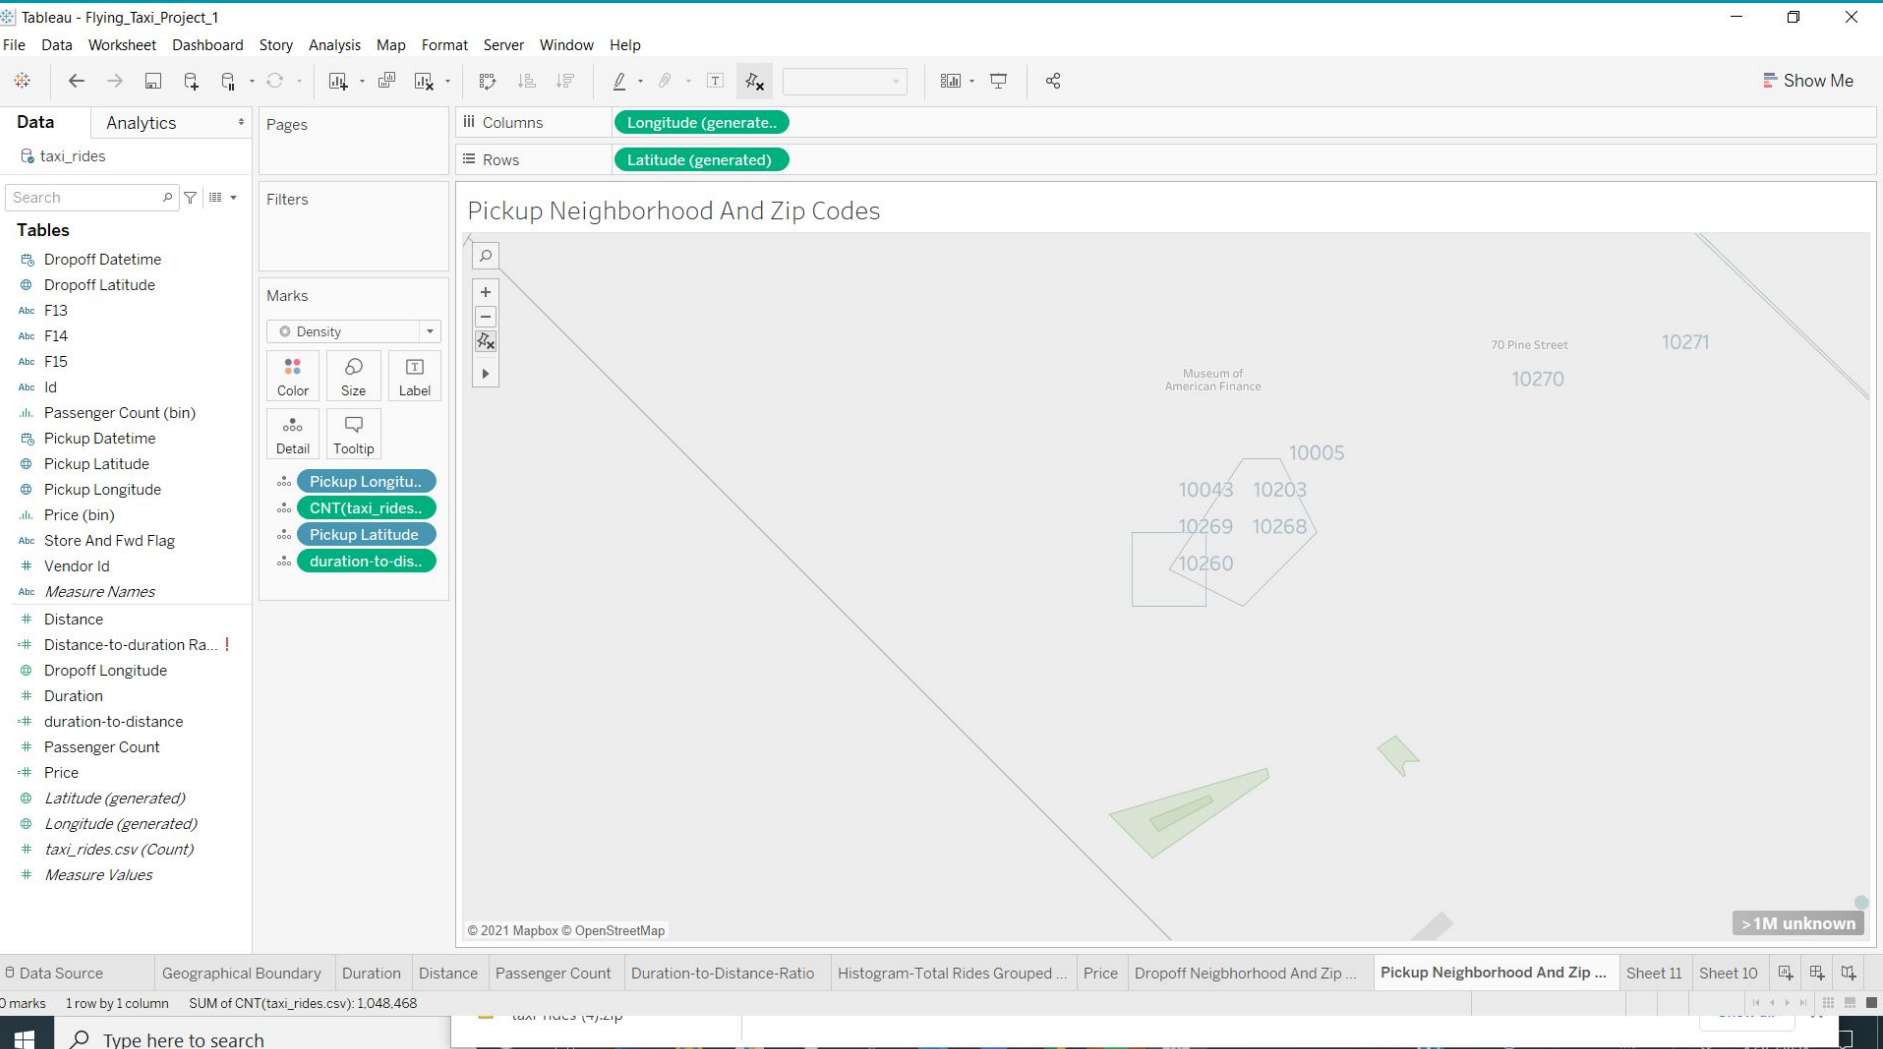 Tableau - Flying_Taxi_Project_1
File Data Worksheet Dashboard Story Analysis Map Format Server Window Help
Show Me
Data Analytics
taxi_rides
Search
Tables
Dropoff Datetime
Dropoff Latitude
Abc F13
Abc F14
Abc F15
Abc Id
Passenger Count (bin)
Pickup Datetime
Pickup Latitude
Pickup Longitude
Price (bin)
Abc Store And Fwd Flag
# Vendor Id
Abc Measure Names
# Distance
=# Distance-to-duration Ra... !
Dropoff Longitude
# Duration
=# duration-to-distance
# Passenger Count
=# Price
Latitude (generated)
Longitude (generated)
# taxi_rides.csv (Count)
# Measure Values
Pages
Filters
Marks
Density
Color Size Label
Detail Tooltip
Pickup Longitu..
CNT(taxi_rides..
Pickup Latitude
duration-to-dis..
Columns Longitude (generate..
Rows Latitude (generated)
Pickup Neighborhood And Zip Codes
70 Pine Street
10271
Museum of
American Finance
10270
10005
10043 10203
10269 10268
10260
© 2021 Mapbox © OpenStreetMap
>1M unknown
Data Source Geographical Boundary Duration Distance Passenger Count Duration-to-Distance-Ratio Histogram-Total Rides Grouped ... Price Dropoff Neigbhorhood And Zip ... Pickup Neighborhood And Zip ... Sheet 11 Sheet 10
0 marks 1 row by 1 column SUM of CNT(taxi_rides.csv): 1,048,468
Type here to search